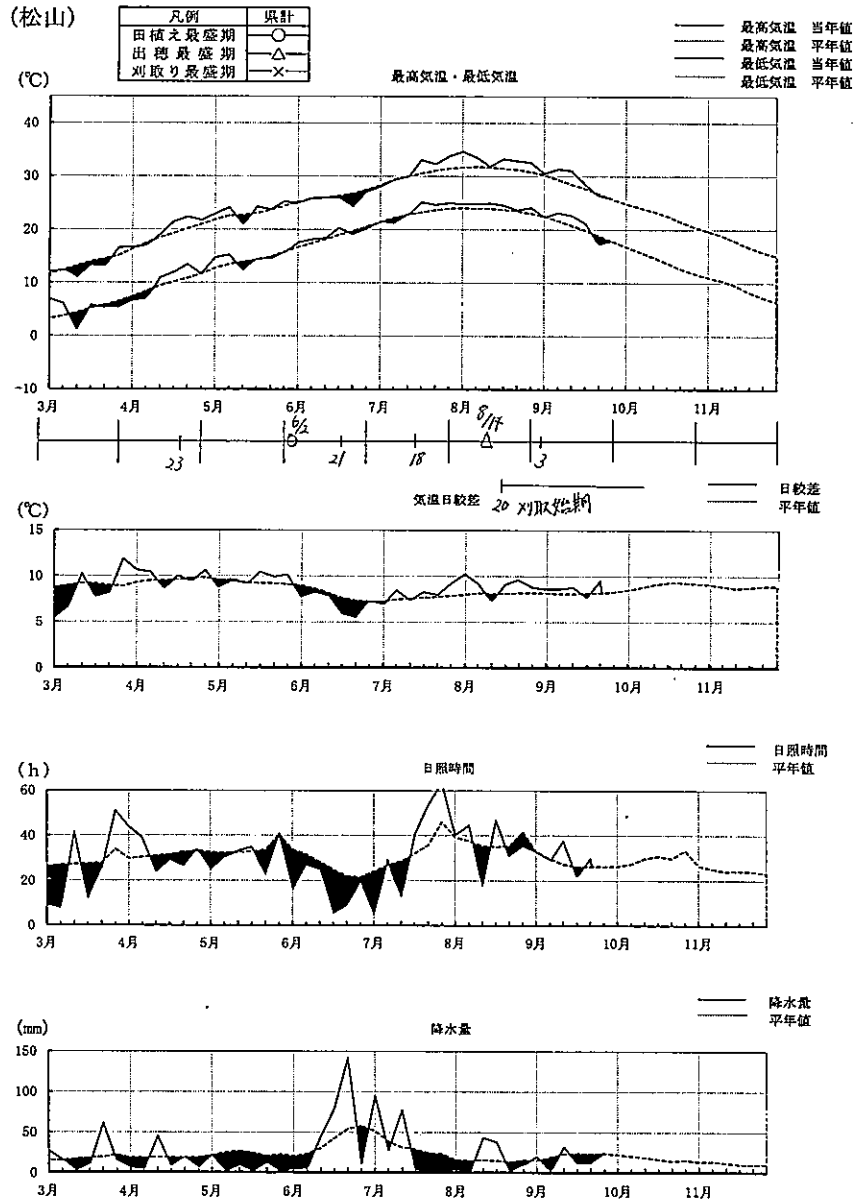 (松山)
凡例 県計
田植え最盛期 ○
出穂最盛期 △
刈取り最盛期 ×
最高気温 当年値
最高気温 平年値
最低気温 当年値
最低気温 平年値
(℃) 最高気温・最低気温
40
30
20
10
0
-10
3月 4月 5月 6月 7月 8月 9月 10月 11月
6/2 8/17
23 21 18 3
20 刈取始期
(℃) 気温日較差
日較差
平年値
15
10
5
0
3月 4月 5月 6月 7月 8月 9月 10月 11月
(h) 日照時間
日照時間
平年値
60
40
20
0
3月 4月 5月 6月 7月 8月 9月 10月 11月
(mm) 降水量
降水量
平年値
150
100
50
0
3月 4月 5月 6月 7月 8月 9月 10月 11月